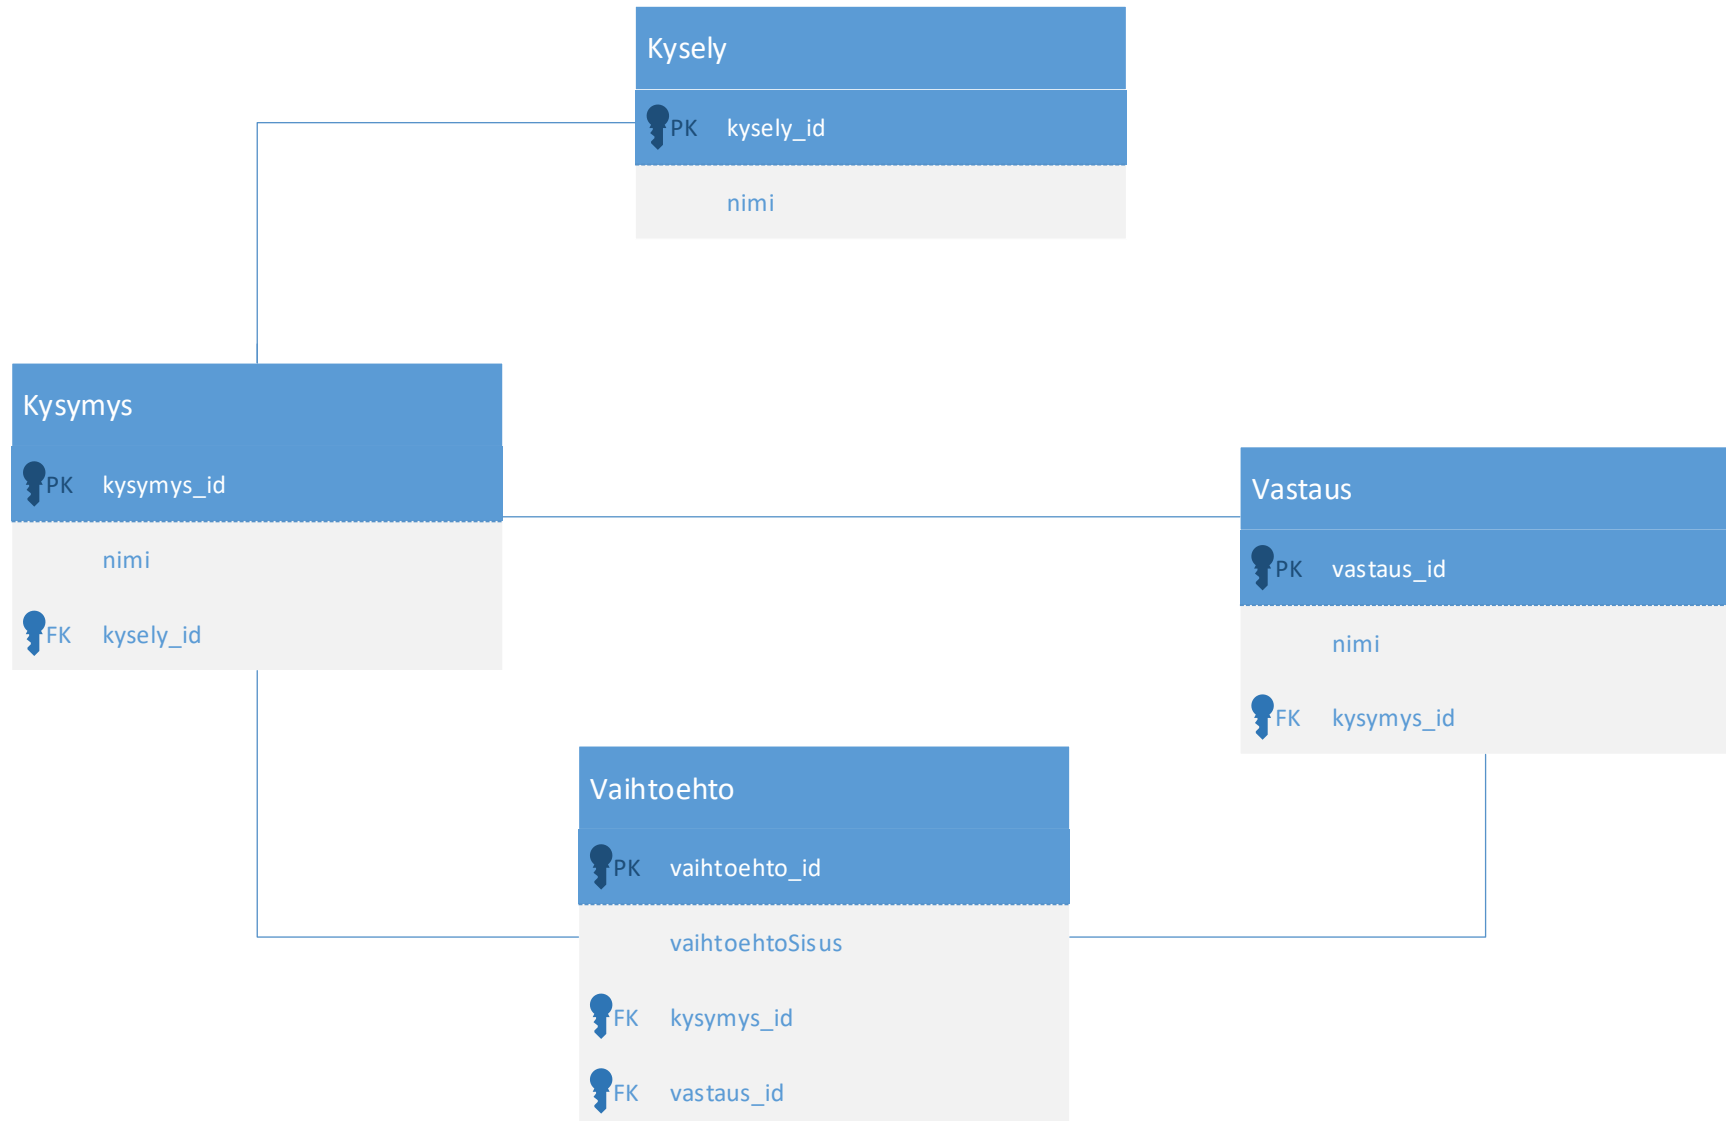 Kysely
PK kysely_id
nimi
Kysymys
PK kysymys_id
nimi
FK kysely_id
Vastaus
PK vastaus_id
nimi
FK kysymys_id
Vaihtoehto
PK vaihtoehto_id
vaihtoehtoSisus
FK kysymys_id
FK vastaus_id